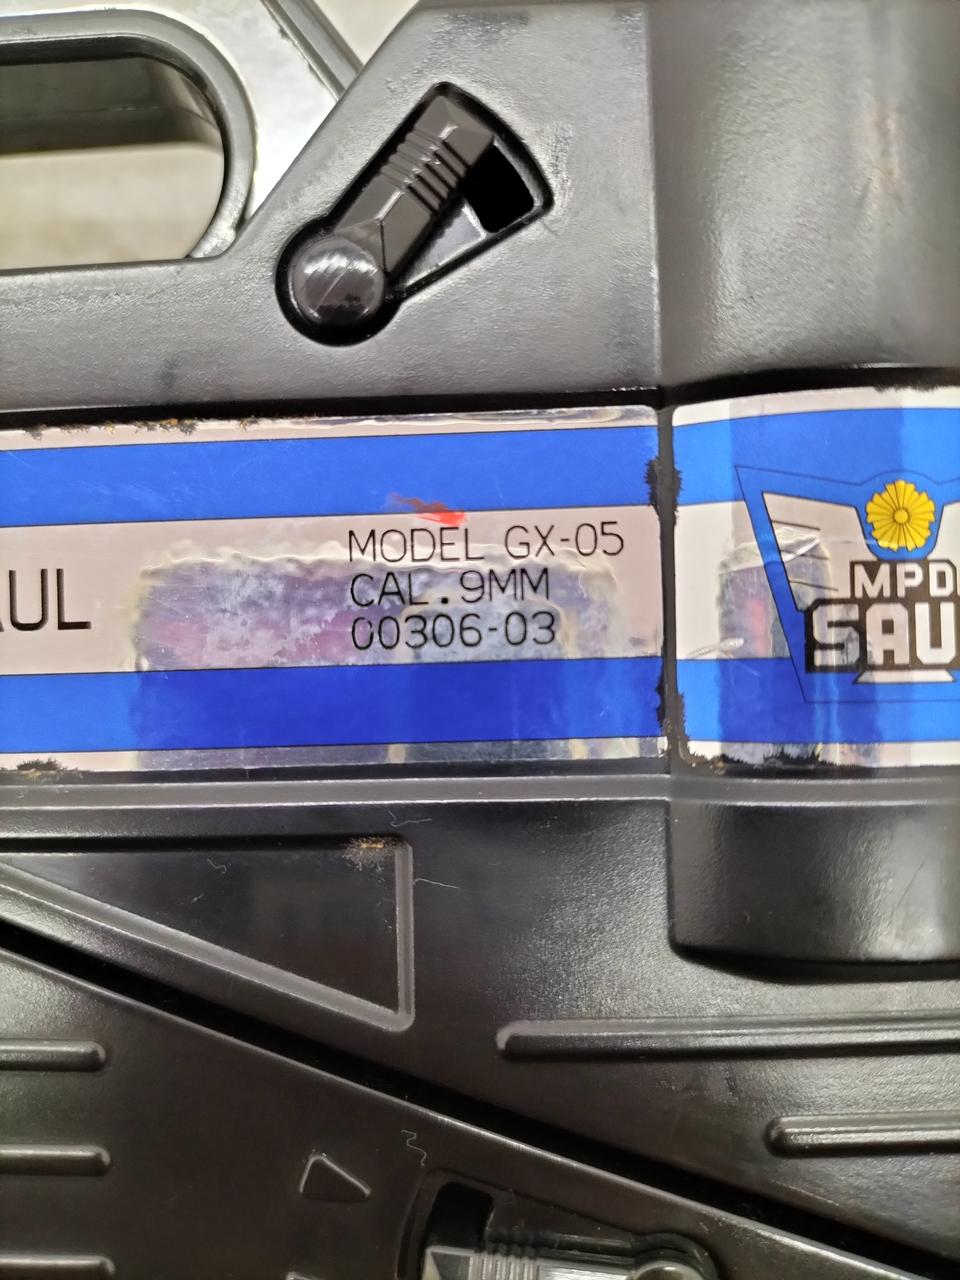 AUL
MODEL GX-05
CAL.9MM
00306-03
MPD
SAU